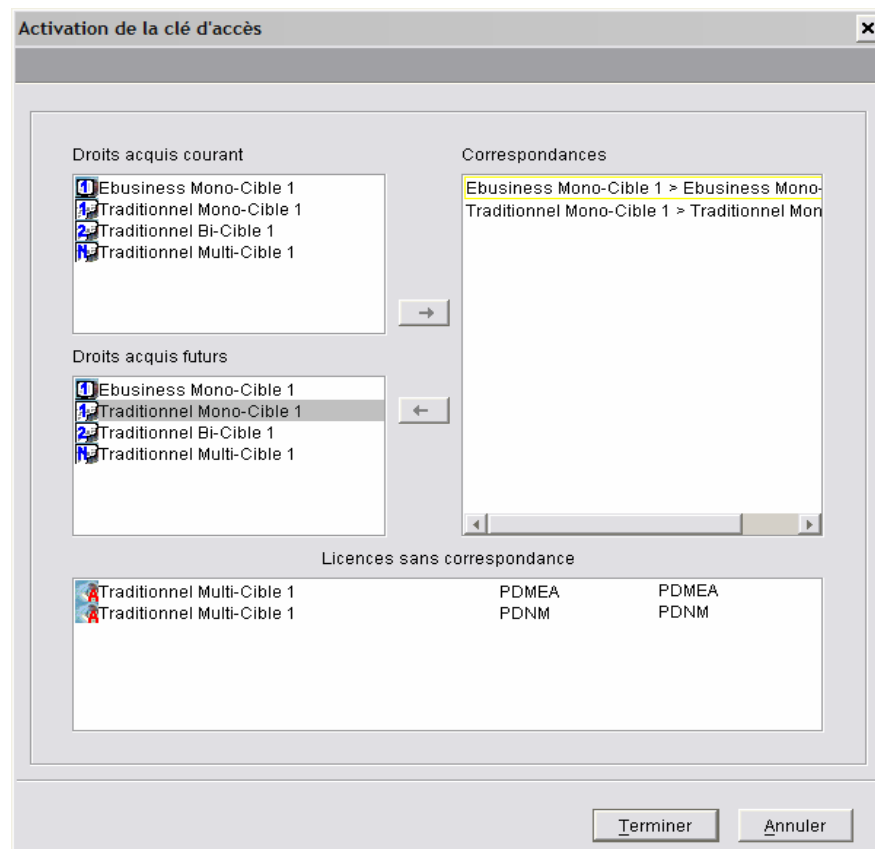 Activation de la clé d'accès
Droits acquis courant
Ebusiness Mono-Cible 1
Traditionnel Mono-Cible 1
Traditionnel Bi-Cible 1
Traditionnel Multi-Cible 1
Correspondances
Ebusiness Mono-Cible 1 > Ebusiness Mono-
Traditionnel Mono-Cible 1 > Traditionnel Mon
Droits acquis futurs
Ebusiness Mono-Cible 1
Traditionnel Mono-Cible 1
Traditionnel Bi-Cible 1
Traditionnel Multi-Cible 1
Licences sans correspondance
Traditionnel Multi-Cible 1 PDMEA PDMEA
Traditionnel Multi-Cible 1 PDNM PDNM
Terminer Annuler